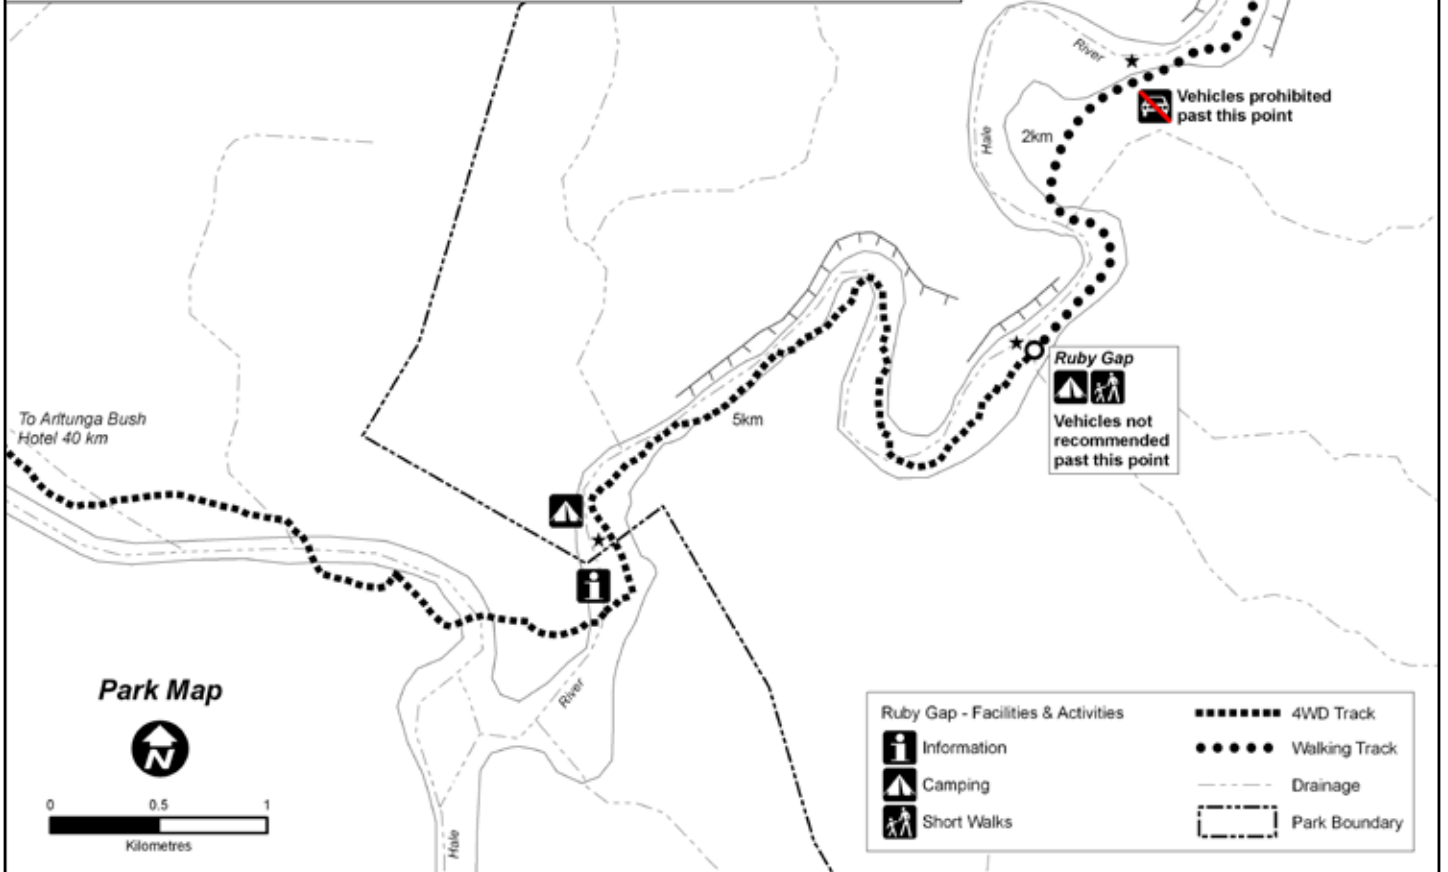 River
Vehicles prohibited
past this point
2km
Hale
Ruby Gap
Vehicles not
recommended
past this point
5km
To Arltunga Bush
Hotel 40 km
i
River
Park Map
N
0 0.5 1
Kilometres
Hale
Ruby Gap - Facilities & Activities
i Information
Camping
Short Walks
4WD Track
Walking Track
Drainage
Park Boundary